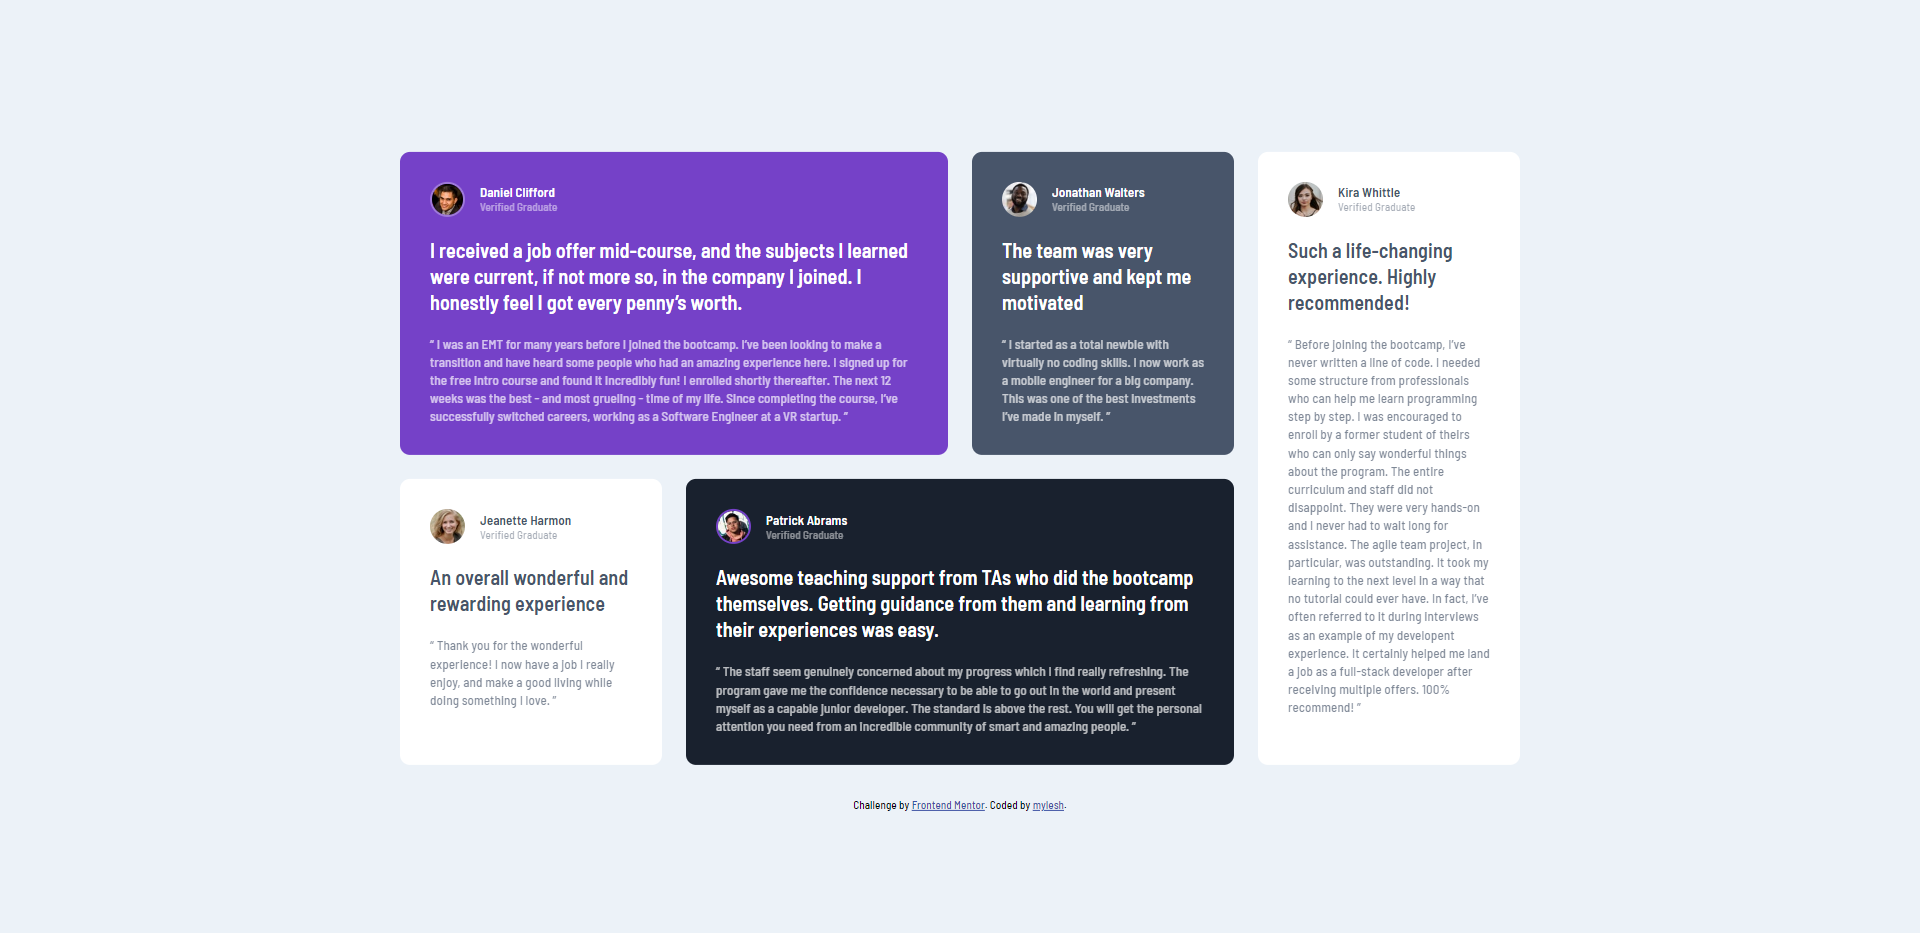 Daniel Clifford
Verified Graduate
I received a job offer mid-course, and the subjects I learned
were current, if not more so, in the company I joined. I
honestly feel I got every penny’s worth.
“ I was an EMT for many years before I joined the bootcamp. I’ve been looking to make a
transition and have heard some people who had an amazing experience here. I signed up for
the free intro course and found it incredibly fun! I enrolled shortly thereafter. The next 12
weeks was the best - and most grueling - time of my life. Since completing the course, I’ve
successfully switched careers, working as a Software Engineer at a VR startup. ”
Jonathan Walters
Verified Graduate
The team was very
supportive and kept me
motivated
“ I started as a total newbie with
virtually no coding skills. I now work as
a mobile engineer for a big company.
This was one of the best investments
I’ve made in myself. ”
Kira Whittle
Verified Graduate
Such a life-changing
experience. Highly
recommended!
“ Before joining the bootcamp, I’ve
never written a line of code. I needed
some structure from professionals
who can help me learn programming
step by step. I was encouraged to
enroll by a former student of theirs
who can only say wonderful things
about the program. The entire
curriculum and staff did not
disappoint. They were very hands-on
and I never had to wait long for
assistance. The agile team project, in
particular, was outstanding. It took my
learning to the next level in a way that
no tutorial could ever have. In fact, I’ve
often referred to it during interviews
as an example of my developent
experience. It certainly helped me land
a job as a full-stack developer after
receiving multiple offers. 100%
recommend! ”
Jeanette Harmon
Verified Graduate
An overall wonderful and
rewarding experience
“ Thank you for the wonderful
experience! I now have a job I really
enjoy, and make a good living while
doing something I love. ”
Patrick Abrams
Verified Graduate
Awesome teaching support from TAs who did the bootcamp
themselves. Getting guidance from them and learning from
their experiences was easy.
“ The staff seem genuinely concerned about my progress which I find really refreshing. The
program gave me the confidence necessary to be able to go out in the world and present
myself as a capable junior developer. The standard is above the rest. You will get the personal
attention you need from an incredible community of smart and amazing people. ”
Challenge by Frontend Mentor. Coded by mylesh.